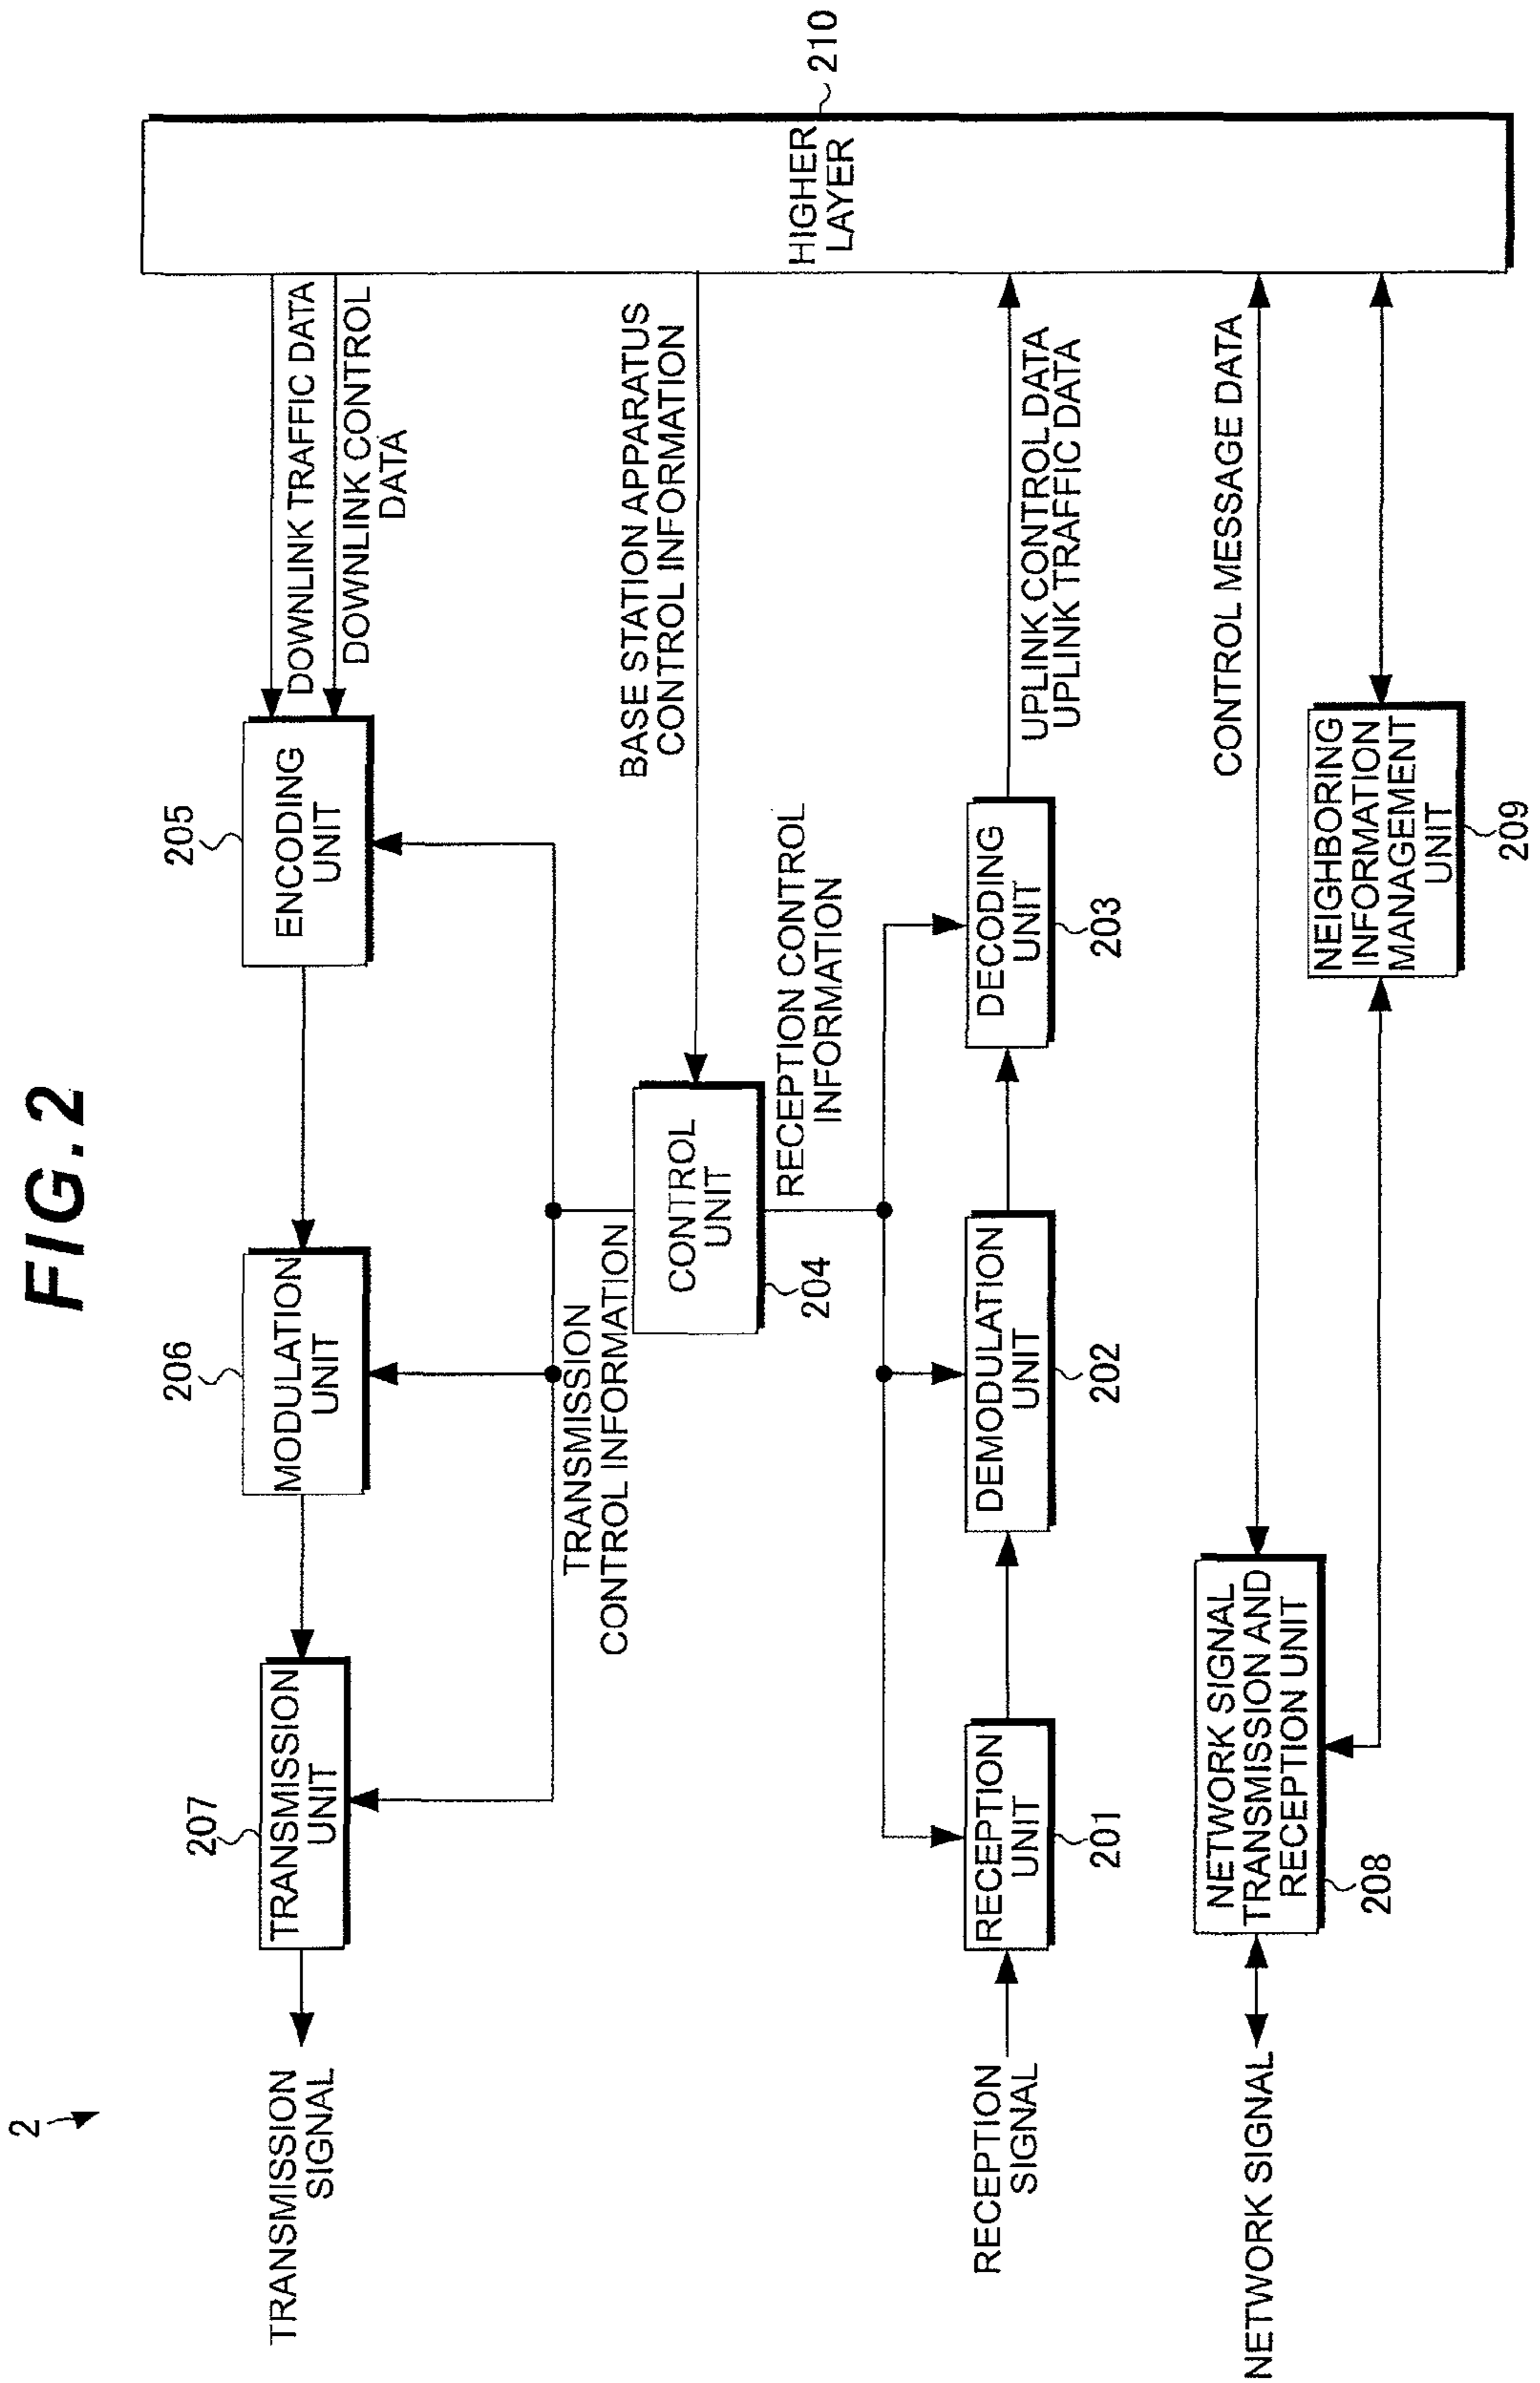 FIG.2
2
TRANSMISSION
SIGNAL
207
TRANSMISSION
UNIT
206
MODULATION
UNIT
205
ENCODING
UNIT
DOWNLINK TRAFFIC DATA
DOWNLINK CONTROL
DATA
TRANSMISSION
CONTROL INFORMATION
CONTROL
UNIT
204
BASE STATION APPARATUS
CONTROL INFORMATION
RECEPTION CONTROL
INFORMATION
HIGHER
LAYER
210
RECEPTION
SIGNAL
RECEPTION
UNIT
201
DEMODULATION
UNIT
202
DECODING
UNIT
203
UPLINK CONTROL DATA
UPLINK TRAFFIC DATA
NETWORK SIGNAL
NETWORK SIGNAL
TRANSMISSION AND
RECEPTION UNIT
208
CONTROL MESSAGE DATA
NEIGHBORING
INFORMATION
MANAGEMENT
UNIT
209